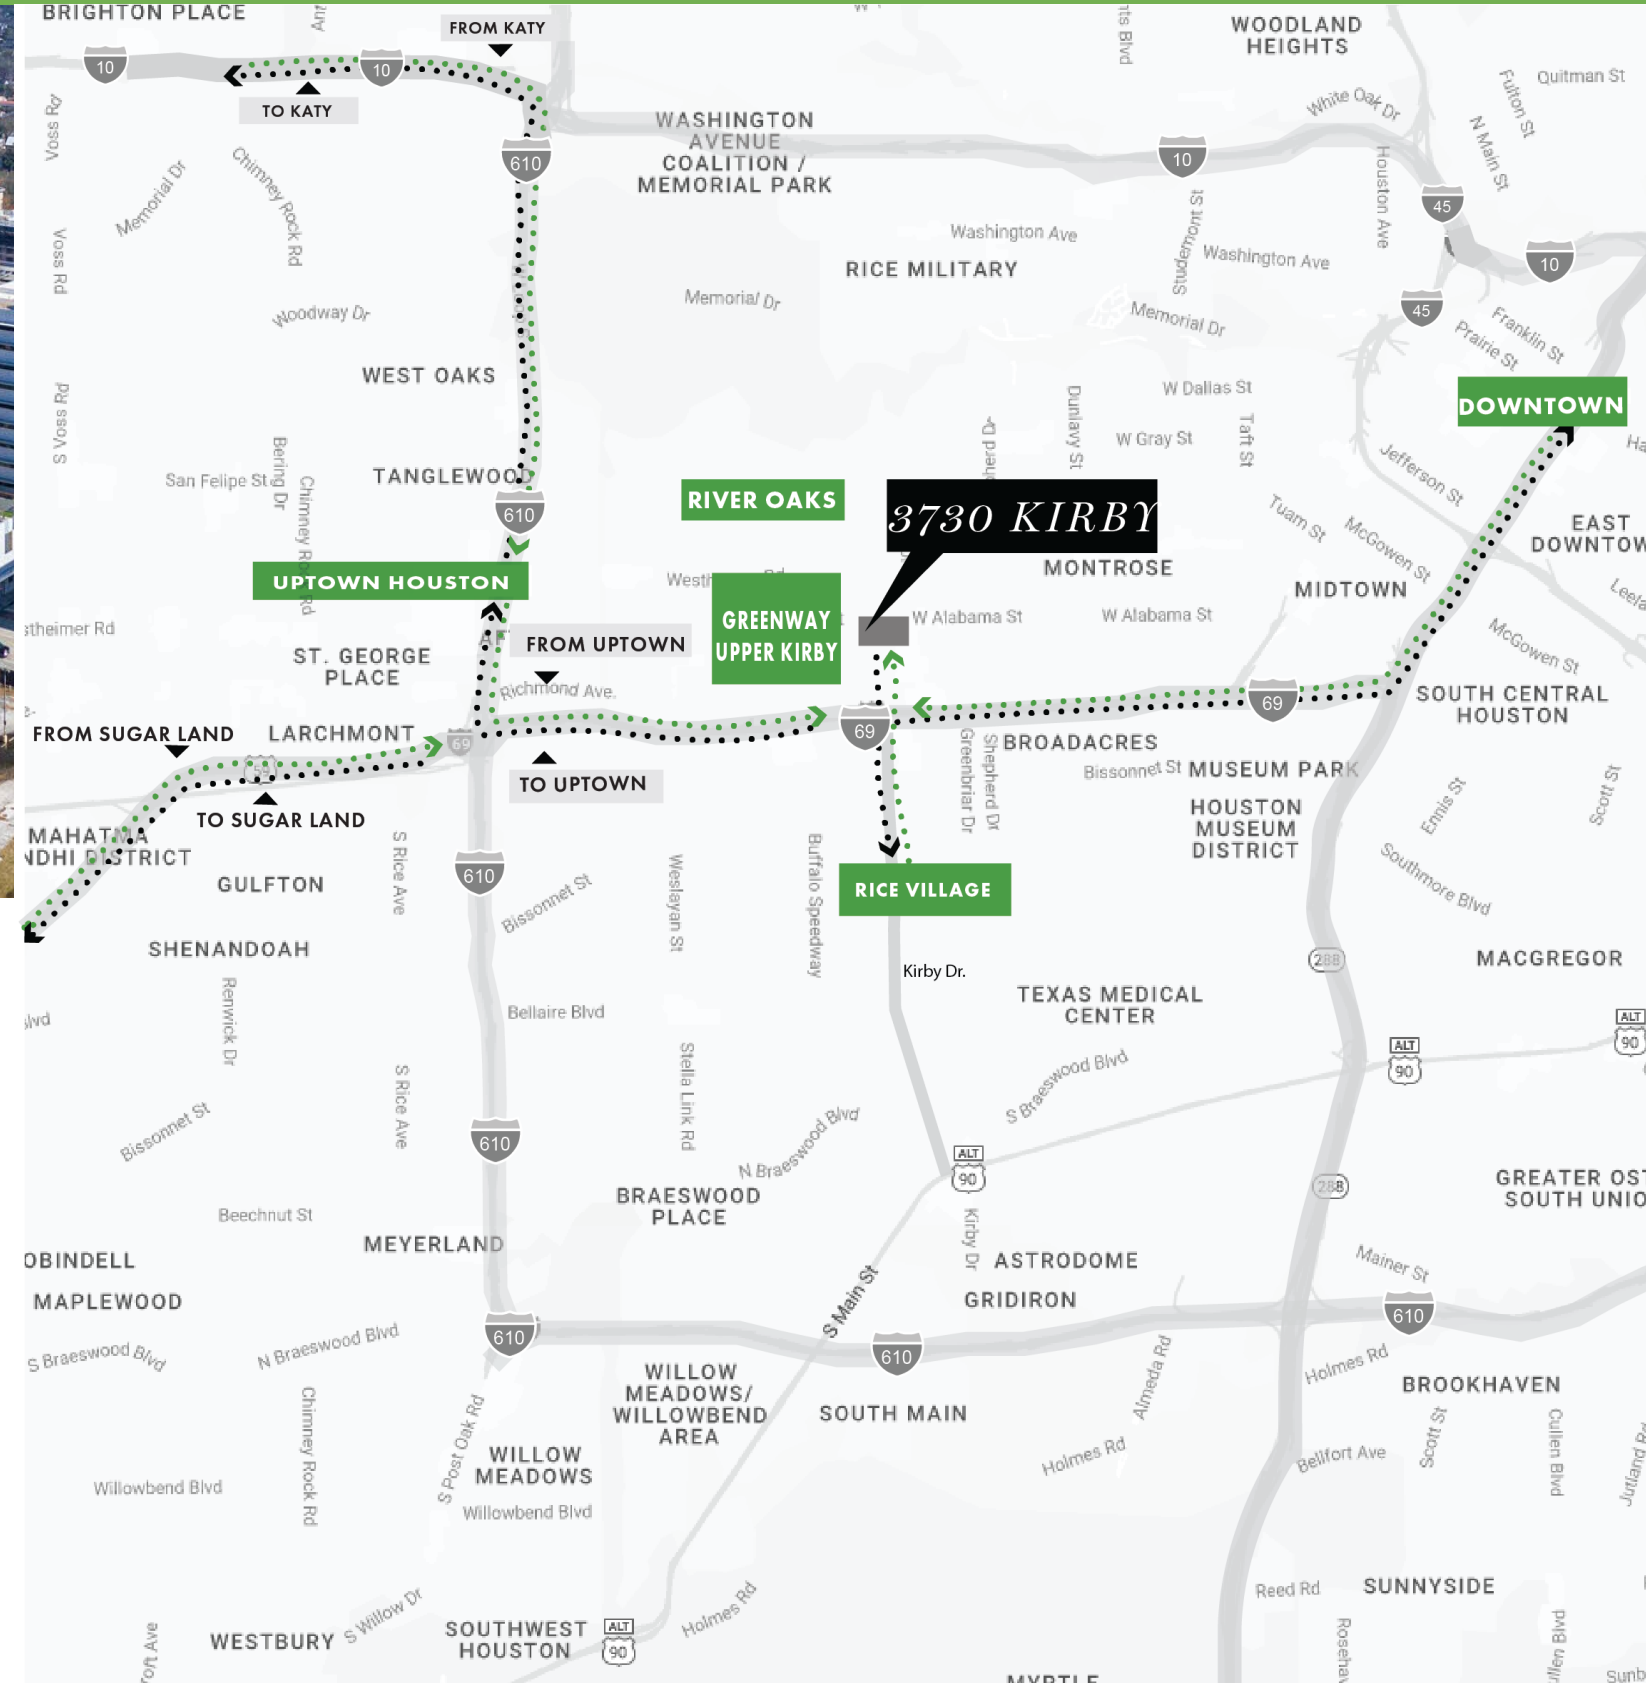 BRIGHTON PLACE
FROM KATY
WOODLAND
HEIGHTS
10
10
TO KATY
Quitman St
Fulton St
White Oak Dr
N Main St
Voss Rd
WASHINGTON
AVENUE
COALITION /
MEMORIAL PARK
610
10
Houston Ave
Memorial Dr
Chimney Rock Rd
Studemont St
45
Voss Rd
Washington Ave
Washington Ave
RICE MILITARY
10
Woodway Dr
Memorial Dr
Memorial Dr
45
Franklin St
Prairie St
WEST OAKS
W Dallas St
DOWNTOWN
S Voss Rd
Dunlavy St
W Gray St
Taft St
Bering Dr
San Felipe St
Chimney Rock Rd
TANGLEWOOD
Jefferson St
610
RIVER OAKS
3730 KIRBY
Tuam St
McGowen St
EAST
MONTROSE
UPTOWN HOUSTON
MIDTOWN
GREENWAY
UPPER KIRBY
W Alabama St
W Alabama St
McGowen St
FROM UPTOWN
ST. GEORGE
PLACE
Richmond Ave.
SOUTH CENTRAL
HOUSTON
69
69
FROM SUGAR LAND
LARCHMONT
69
59
BROADACRES
Greenbriar Dr
Shepherd Dr
Bissonnet St
MUSEUM PARK
TO UPTOWN
TO SUGAR LAND
HOUSTON
MUSEUM
DISTRICT
Ennis St
Scott St
MAHATMA
DISTRICT
S Rice Ave
GULFTON
610
Bissonnet St
Weslayan St
Buffalo Speedway
RICE VILLAGE
Southmore Blvd
SHENANDOAH
Kirby Dr.
288
MACGREGOR
Renwick Dr
Bellaire Blvd
TEXAS MEDICAL
CENTER
ALT
90
ALT
90
S Rice Ave
Stella Link Rd
S Braeswood Blvd
Bissonnet St
610
N Braeswood Blvd
ALT
90
288
BRAESWOOD
PLACE
GREATER
SOUTH
Beechnut St
MEYERLAND
Kirby Dr
ASTRODOME
Mainer St
MAPLEWOOD
GRIDIRON
S Main St
610
610
610
S Braeswood Blvd
N Braeswood Blvd
Holmes Rd
WILLOW
MEADOWS/
WILLOWBEND
AREA
Almeda Rd
BROOKHAVEN
SOUTH MAIN
Chimney Rock Rd
S Post Oak Rd
WILLOW
MEADOWS
Holmes Rd
Bellfort Ave
Scott St
Cullen Blvd
Willowbend Blvd
Willowbend Blvd
Reed Rd
SUNNYSIDE
WESTBURY
S Willow Dr
SOUTHWEST
HOUSTON
ALT
90
Holmes Rd